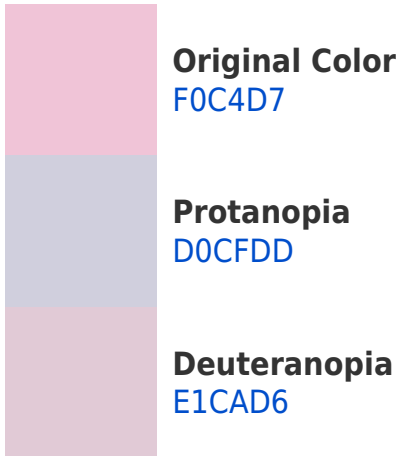 Original Color
F0C4D7
Protanopia
D0CFDD
Deuteranopia
E1CAD6